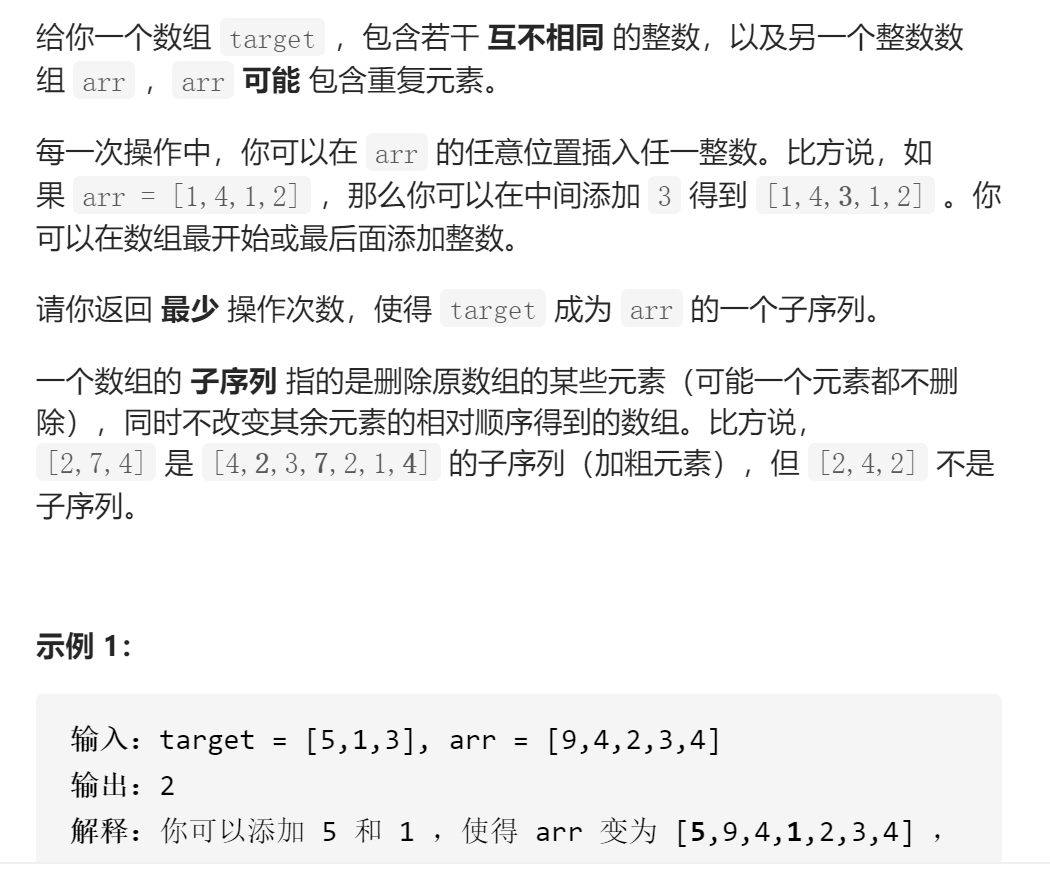 给你一个数组 target ，包含若干 互不相同 的整数，以及另一个整数数
组 arr ， arr 可能 包含重复元素。
每一次操作中，你可以在 arr 的任意位置插入任一整数。比方说，如
果 arr = [1,4,1,2] ，那么你可以在中间添加 3 得到 [1,4,3,1,2] 。你
可以在数组最开始或最后面添加整数。
请你返回 最少 操作次数，使得 target 成为 arr 的一个子序列。
一个数组的 子序列 指的是删除原数组的某些元素（可能一个元素都不删
除），同时不改变其余元素的相对顺序得到的数组。比方说，
[2,7,4] 是 [4,2,3,7,2,1,4] 的子序列（加粗元素），但 [2,4,2] 不是
子序列。
示例 1：
输入：target = [5,1,3], arr = [9,4,2,3,4]
输出：2
解释：你可以添加 5 和 1 ，使得 arr 变为 [5,9,4,1,2,3,4] ，